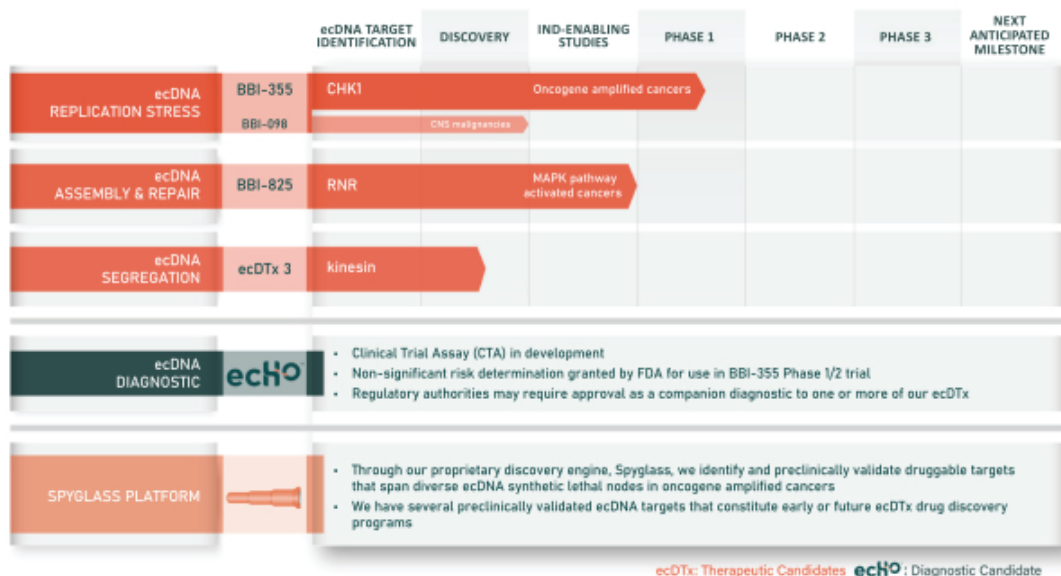 ecDNA TARGET IDENTIFICATION
DISCOVERY
IND-ENABLING STUDIES
PHASE 1
PHASE 2
PHASE 3
NEXT ANTICIPATED MILESTONE
ecDNA
REPLICATION STRESS
BBI-355
CHK1
Oncogene amplified cancers
BBI-098
CNS malignancies
ecDNA
ASSEMBLY & REPAIR
BBI-825
RNR
MAPK pathway
activated cancers
ecDNA
SEGREGATION
ecDTx 3
kinesin
ecDNA
DIAGNOSTIC
ecHO™
• Clinical Trial Assay (CTA) in development
• Non-significant risk determination granted by FDA for use in BBI-355 Phase 1/2 trial
• Regulatory authorities may require approval as a companion diagnostic to one or more of our ecDTx
SPYGLASS PLATFORM
• Through our proprietary discovery engine, Spyglass, we identify and preclinically validate druggable targets
that span diverse ecDNA synthetic lethal nodes in oncogene amplified cancers
• We have several preclinically validated ecDNA targets that constitute early or future ecDTx drug discovery
programs
ecDTx: Therapeutic Candidates ecHO : Diagnostic Candidate